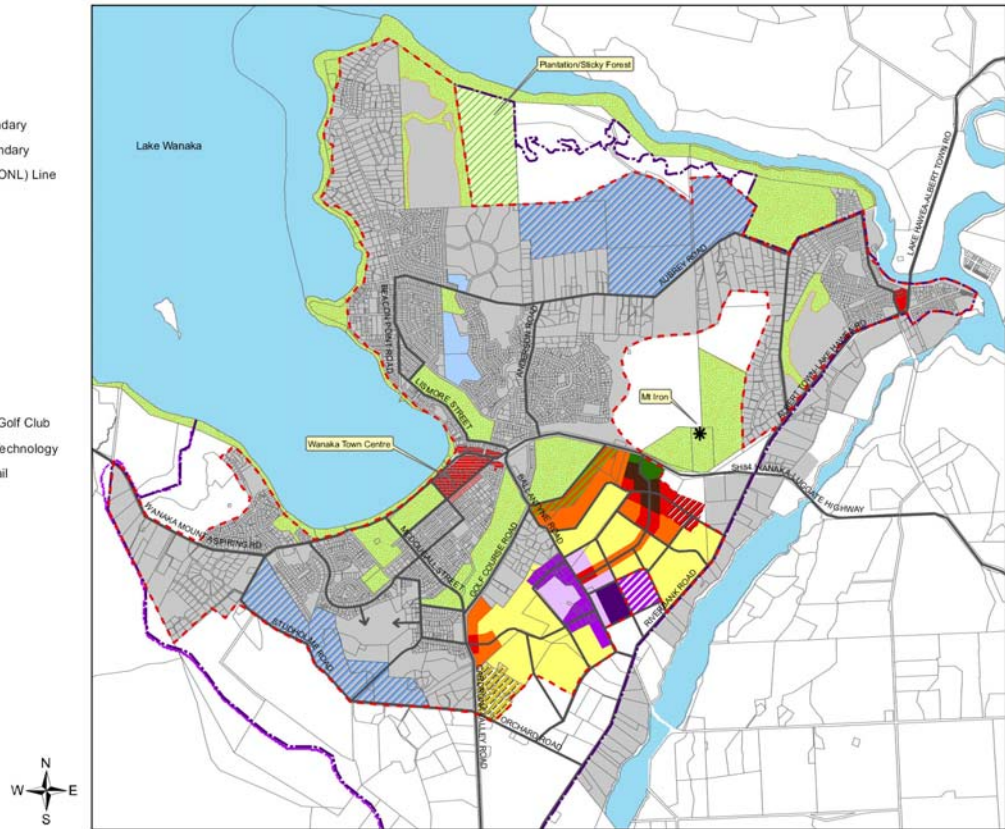 ndary
ndary
ONL) Line
Golf Club
Technology
ail
Plantation/Sticky Forest
Lake Wanaka
LAKE HAWEA-ALBERT TOWN RD
AUBREY ROAD
BEACON POINT ROAD
ANDERSON ROAD
ALBERT TOWN-LAKE HAWEA RD
LISMORE STREET
Mt Iron
Wanaka Town Centre
SH84 WANAKA-LUGGATE HIGHWAY
BALLANTYNE ROAD
WANAKA MOUNT ASPIRING RD
MCDOUGALL STREET
GOLF COURSE ROAD
RIVERBANK ROAD
STUDHOLME ROAD
ORCHARD ROAD
VALLEY ROAD
N
W E
S